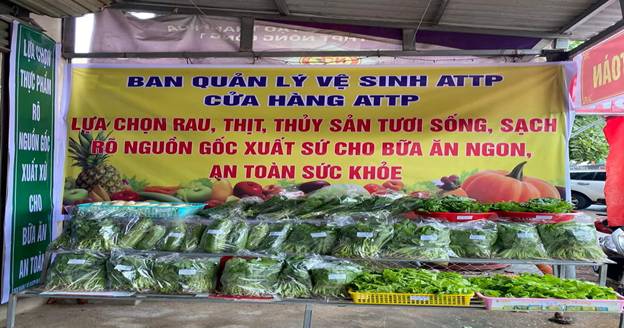 LỰA CHỌN
THỰC PHẨM
RÕ
NGUỒN GỐC
XUẤT XỨ
CHO
BỮA ĂN
AN TOÀN
BAN QUẢN LÝ VỆ SINH ATTP
CỬA HÀNG ATTP
LỰA CHỌN RAU, THỊT, THỦY SẢN TƯƠI SỐNG, SẠCH
RÕ NGUỒN GỐC XUẤT SỨ CHO BỮA ĂN NGON,
AN TOÀN SỨC KHỎE
TOÁN